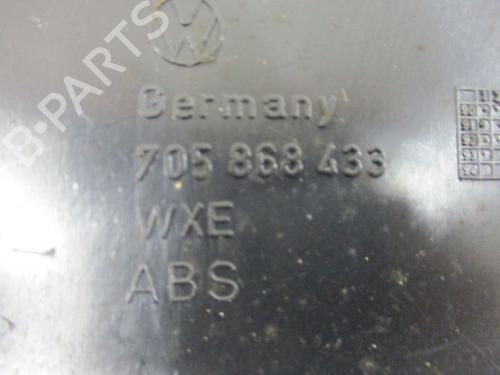 Germany
705 868 433
WXE
ABS
B-PARTS